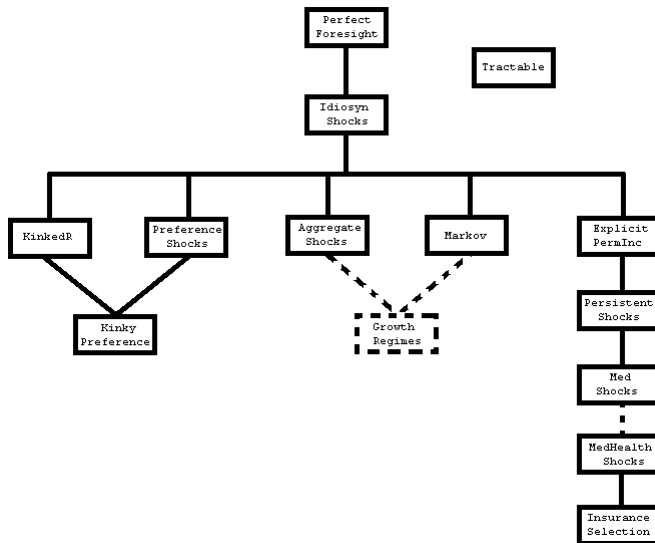 Perfect
Foresight
Tractable
Idiosyn
Shocks
KinkedR
Preference
Shocks
Aggregate
Shocks
Markov
Explicit
PermInc
Persistent
Shocks
Kinky
Preference
Growth
Regimes
Med
Shocks
MedHealth
Shocks
Insurance
Selection